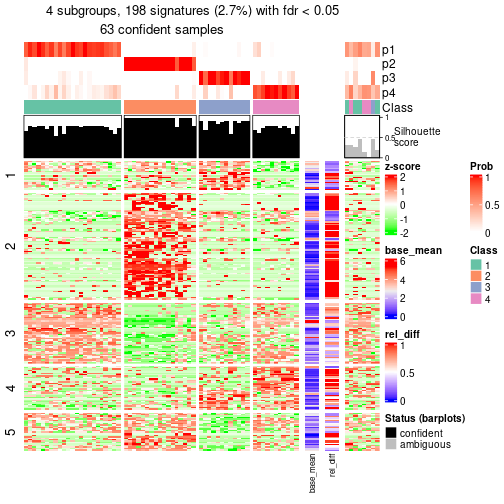 4 subgroups, 198 signatures (2.7%) with fdr < 0.05
63 confident samples
p1
p2
p3
p4
Class
1
0.5
0
Silhouette
score
1
2
3
4
5
base_mean
rel_diff
z-score
2
1
0
-1
-2
base_mean
6
4
2
0
rel_diff
1
0.5
0
Status (barplots)
confident
ambiguous
Prob
1
0.5
0
Class
1
2
3
4